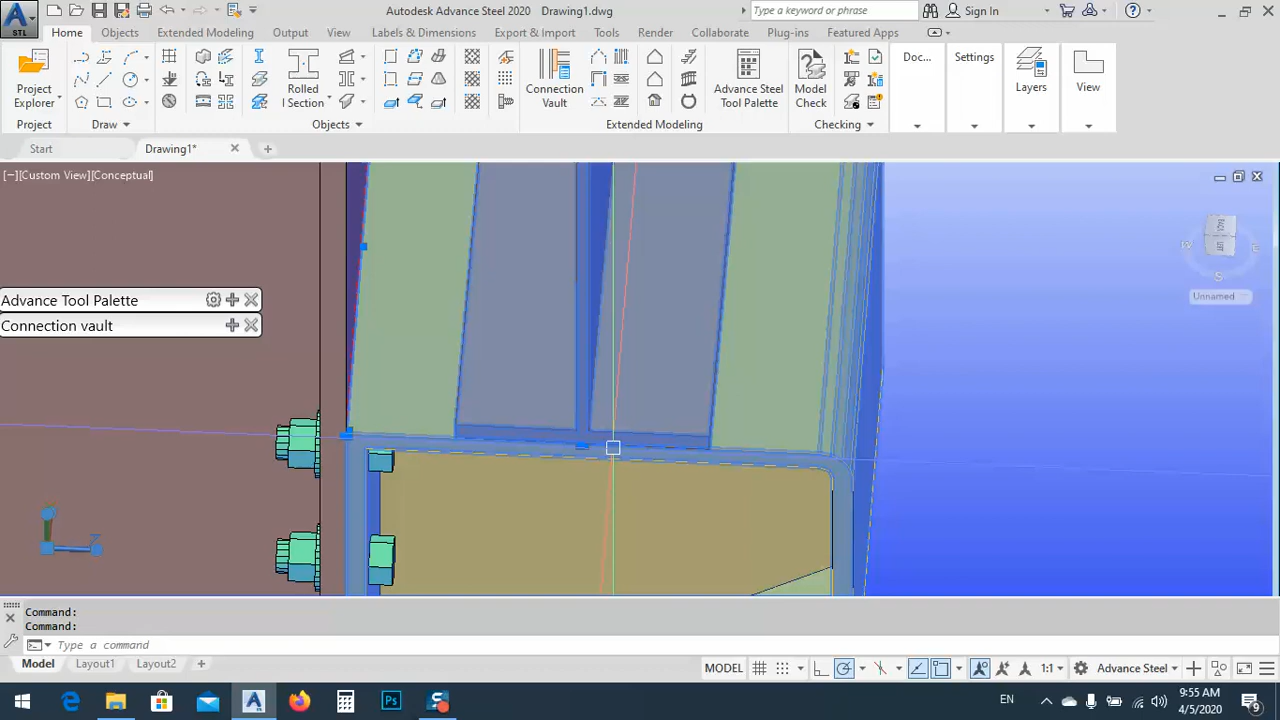 Autodesk Advance Steel 2020 Drawing1.dwg
Type a keyword or phrase
Sign In
STL
Home Objects Extended Modeling Output View Labels & Dimensions Export & Import Tools Render Collaborate Plug-ins Featured Apps
Project Explorer
Rolled I Section
Connection Vault
Advance Steel Tool Palette
Model Check
Doc...
Settings
Layers
View
Project Draw Objects Extended Modeling Checking
Start Drawing1*
[−][Custom View][Conceptual]
BACK
LEFT
W
S
Unnamed
Advance Tool Palette
Connection vault
Command:
Command:
Type a command
Model Layout1 Layout2
MODEL
1:1
Advance Steel
EN
9:55 AM
4/5/2020
9